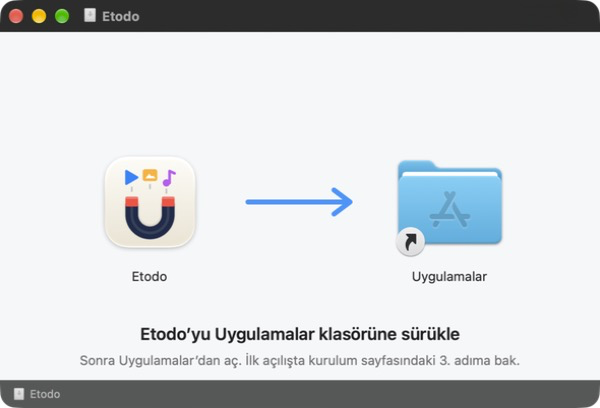 Etodo
Etodo
Uygulamalar
Etodo’yu Uygulamalar klasörüne sürükle
Sonra Uygulamalar’dan aç. İlk açılışta kurulum sayfasındaki 3. adıma bak.
Etodo